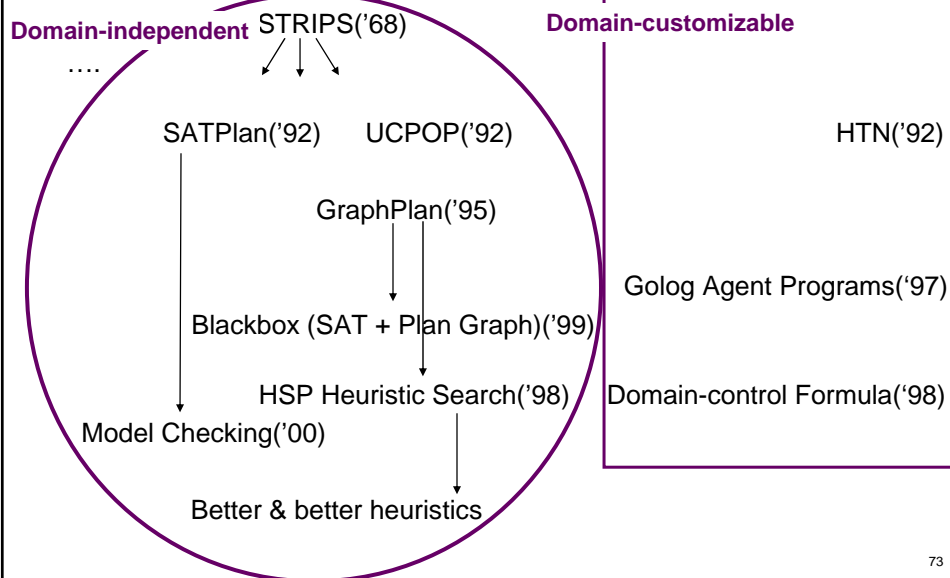 Domain-independent STRIPS('68)
Domain-customizable
....
SATPlan('92) UCPOP('92) HTN('92)
GraphPlan('95)
Golog Agent Programs(‘97)
Blackbox (SAT + Plan Graph)('99)
HSP Heuristic Search('98) Domain-control Formula(‘98)
Model Checking('00)
Better & better heuristics
73